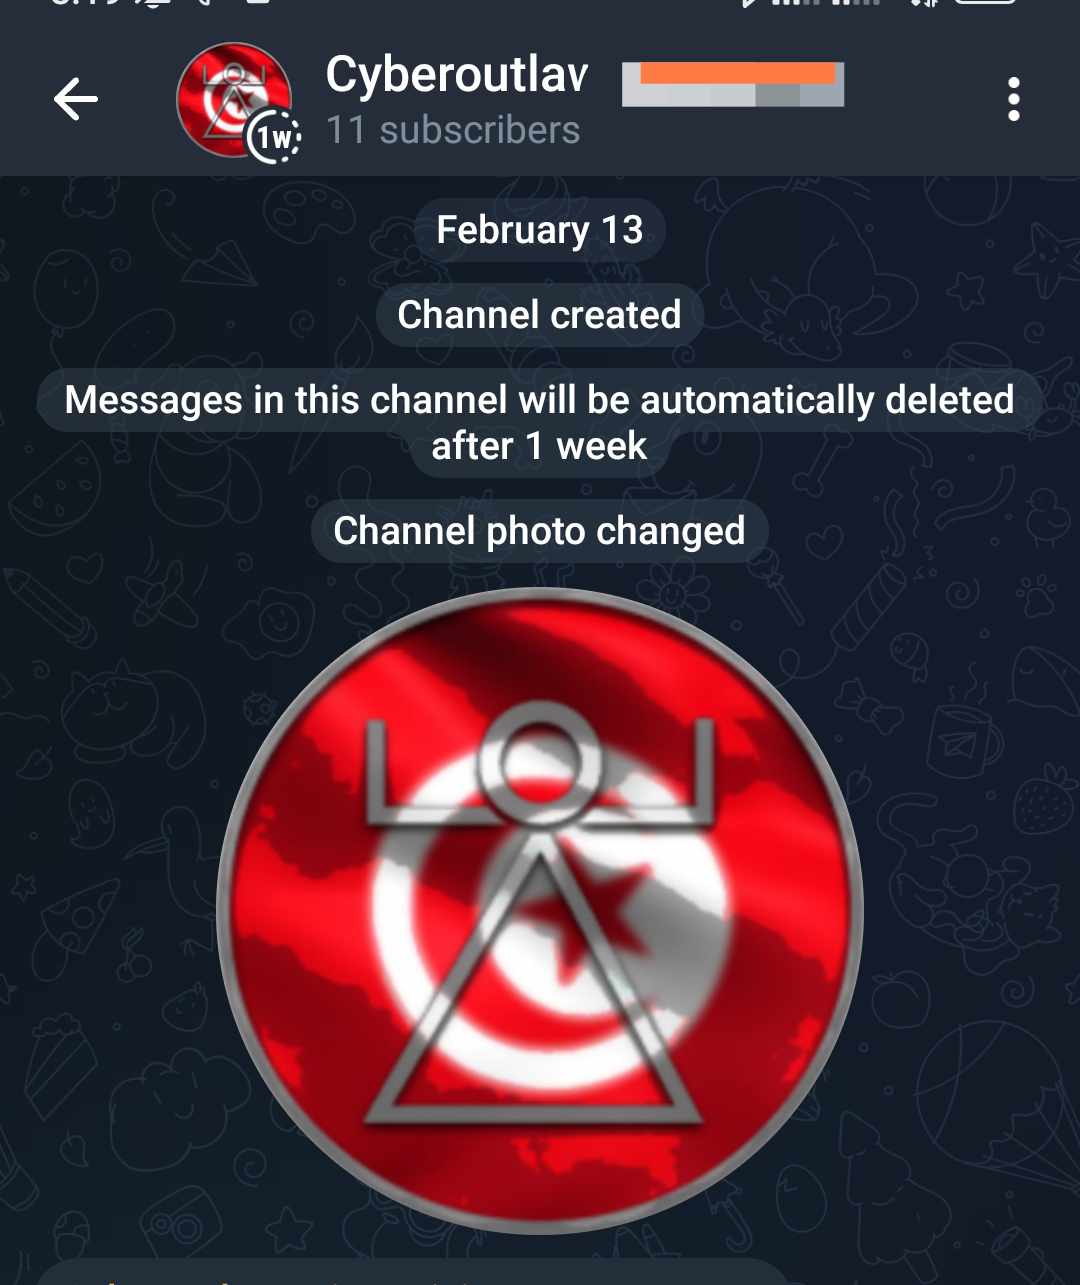 Cyberoutlav
11 subscribers
1w
February 13
Channel created
Messages in this channel will be automatically deleted
after 1 week
Channel photo changed